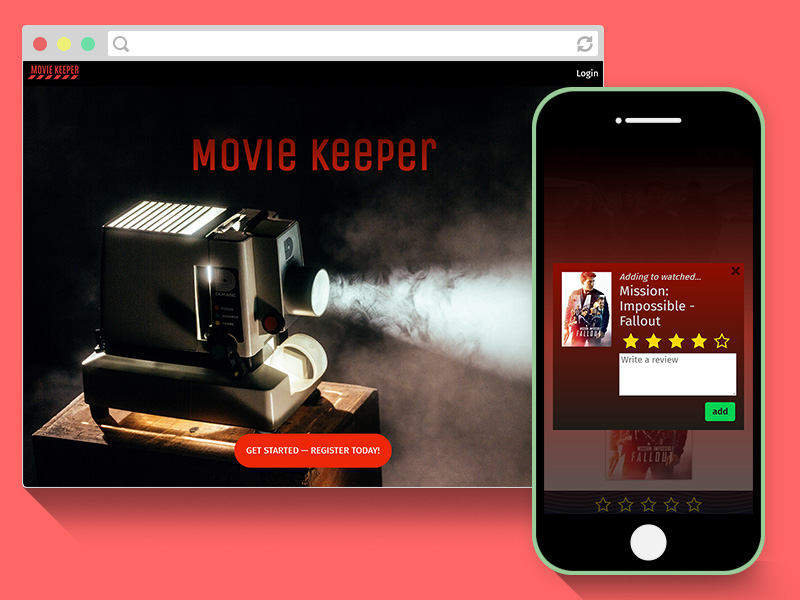 MOVIE KEEPER
Login
Movie Keeper
GET STARTED — REGISTER TODAY!
Adding to watched...
Mission:
Impossible -
Fallout
FALLOUT
Write a review
add
FALLOUT